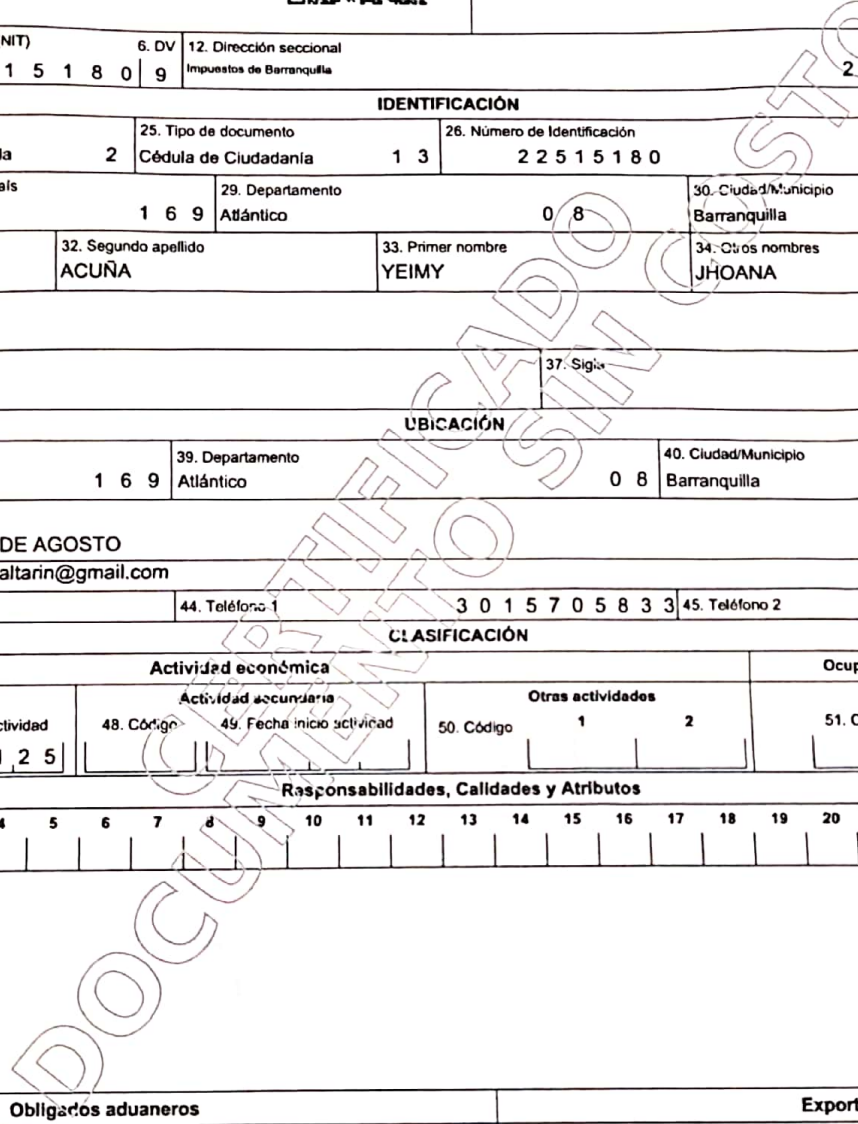 NIT) 6. DV 12. Dirección seccional
1 5 1 8 0 9 Impuestos de Barranquilla 2
IDENTIFICACIÓN
25. Tipo de documento 26. Número de Identificación
2 Cédula de Ciudadanía 1 3 2 2 5 1 5 1 8 0
29. Departamento 30. Ciudad/Municipio
1 6 9 Atlántico 0 8 Barranquilla
32. Segundo apellido 33. Primer nombre 34. Otros nombres
ACUÑA YEIMY JHOANA
37. Sigla
UBICACIÓN
39. Departamento 40. Ciudad/Municipio
1 6 9 Atlántico 0 8 Barranquilla
DE AGOSTO
altarin@gmail.com
44. Teléfono 1 3 0 1 5 7 0 5 8 3 3 45. Teléfono 2
CLASIFICACIÓN
Actividad económica Ocup
Actividad secundaria Otras actividades
ctividad 48. Código 49. Fecha inicio actividad 50. Código 1 2 51. C
2 5
Responsabilidades, Calidades y Atributos
4 5 6 7 8 9 10 11 12 13 14 15 16 17 18 19 20
Obligados aduaneros Export
CERTIFICADO
DOCUMENTO SIN COSTO